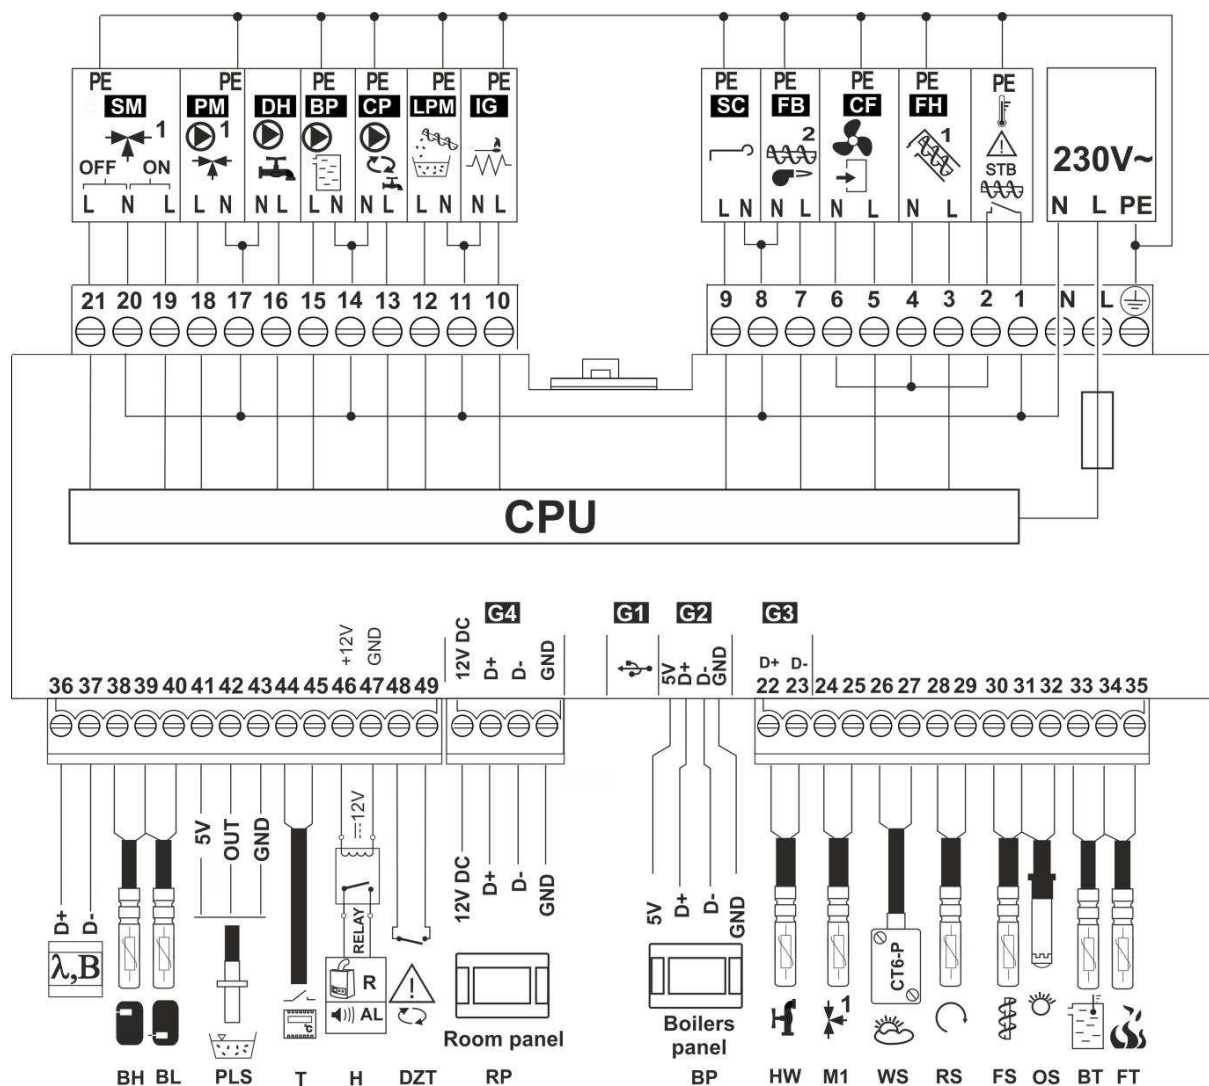 PE PE PE PE PE PE PE PE PE PE PE
SM PM DH BP CP LPM IG SC FB CF FH
1 1 2 1
STB
230V~
OFF ON
L N L L N N L L N N L L N N L L N N L N L N L N L PE
21 20 19 18 17 16 15 14 13 12 11 10 9 8 7 6 5 4 3 2 1 N L
CPU
G4 G1 G2 G3
+12V GND 12V DC D+ D- GND 5V D+ D- GND D+ D-
36 37 38 39 40 41 42 43 44 45 46 47 48 49 22 23 24 25 26 27 28 29 30 31 32 33 34 35
D+ D- 5V OUT GND 12V 12V DC D+ D- GND 5V D+ D- GND
RELAY
CT6-P
λ,B
R
AL
°C
1
Room panel
Boilers
panel
BH BL PLS T H DZT RP BP HW M1 WS RS FS OS BT FT